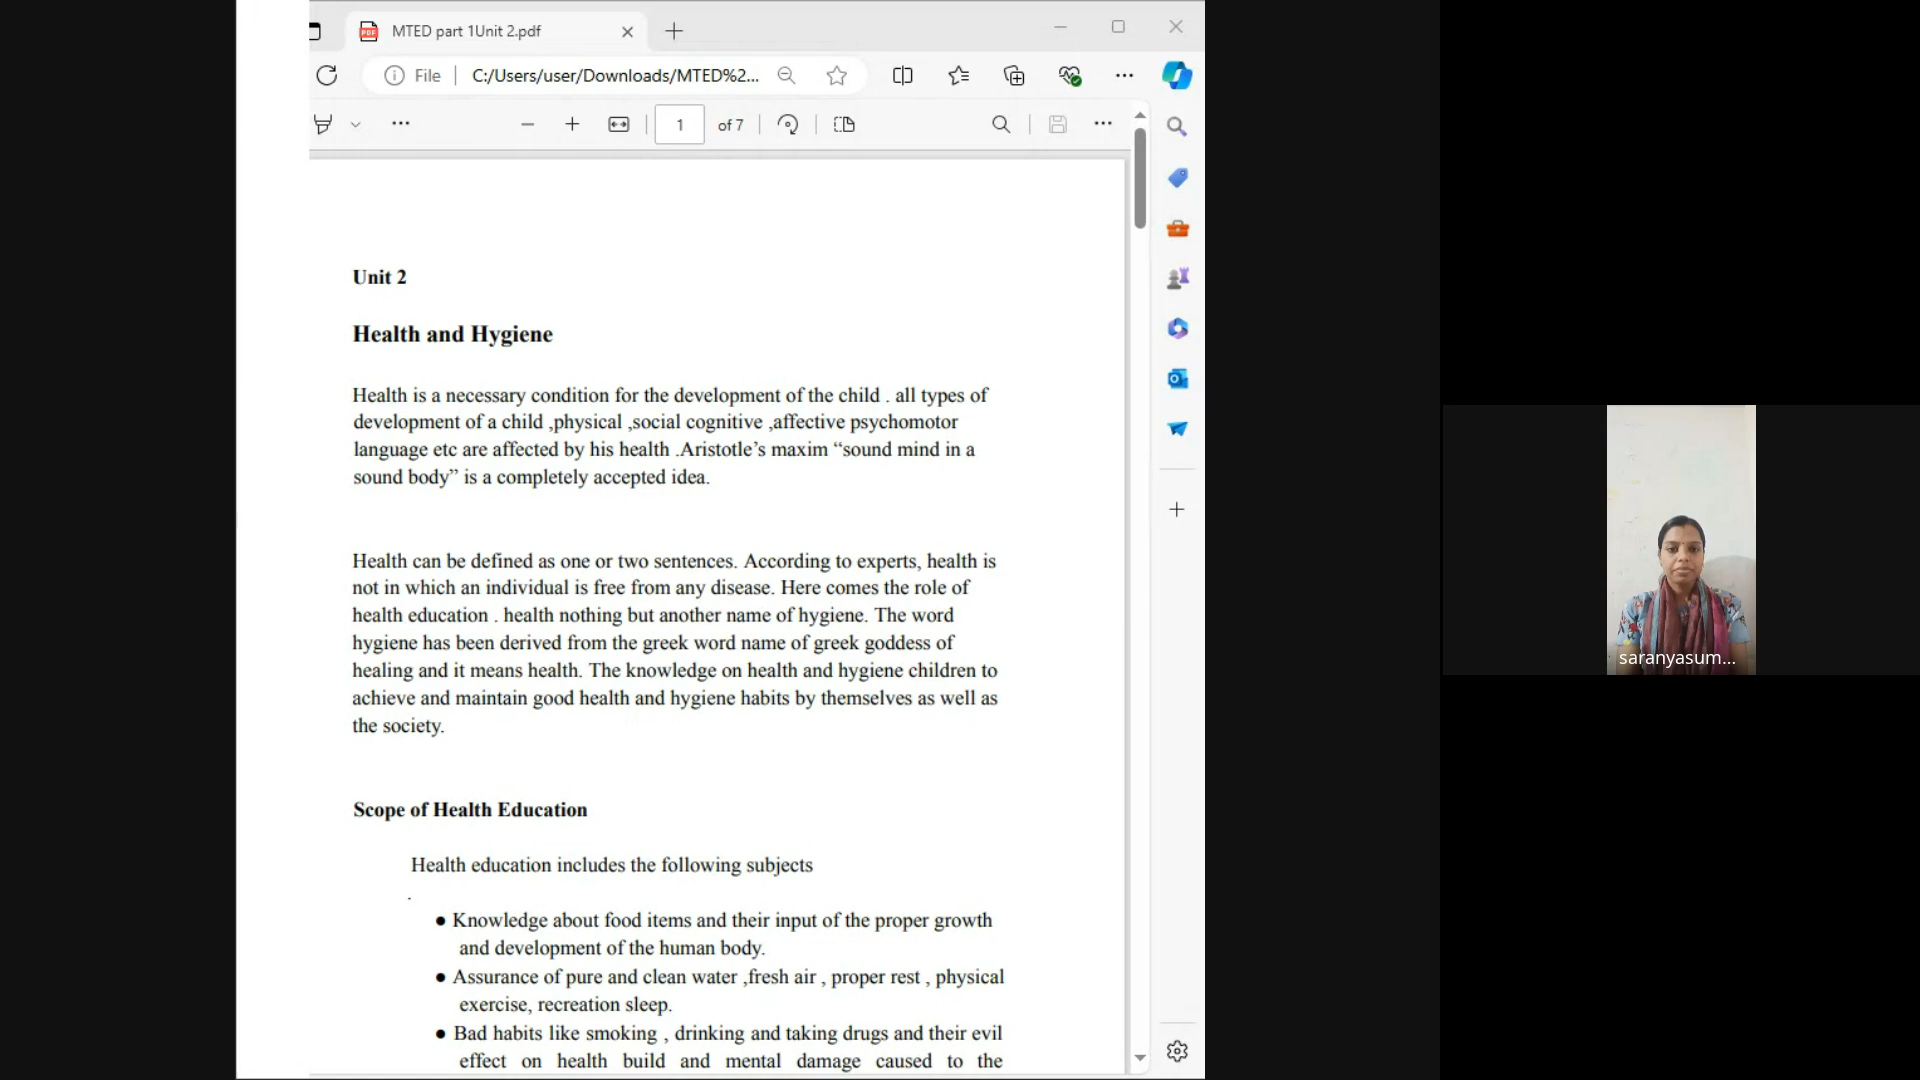 MTED part 1Unit 2.pdf
File
C:/Users/user/Downloads/MTED%2...
1 of 7
Unit 2
Health and Hygiene
Health is a necessary condition for the development of the child . all types of
development of a child ,physical ,social cognitive ,affective psychomotor
language etc are affected by his health .Aristotle’s maxim “sound mind in a
sound body” is a completely accepted idea.
Health can be defined as one or two sentences. According to experts, health is
not in which an individual is free from any disease. Here comes the role of
health education . health nothing but another name of hygiene. The word
hygiene has been derived from the greek word name of greek goddess of
healing and it means health. The knowledge on health and hygiene children to
achieve and maintain good health and hygiene habits by themselves as well as
the society.
Scope of Health Education
Health education includes the following subjects
.
● Knowledge about food items and their input of the proper growth
and development of the human body.
● Assurance of pure and clean water ,fresh air , proper rest , physical
exercise, recreation sleep.
● Bad habits like smoking , drinking and taking drugs and their evil
effect on health build and mental damage caused to the
saranyasum...